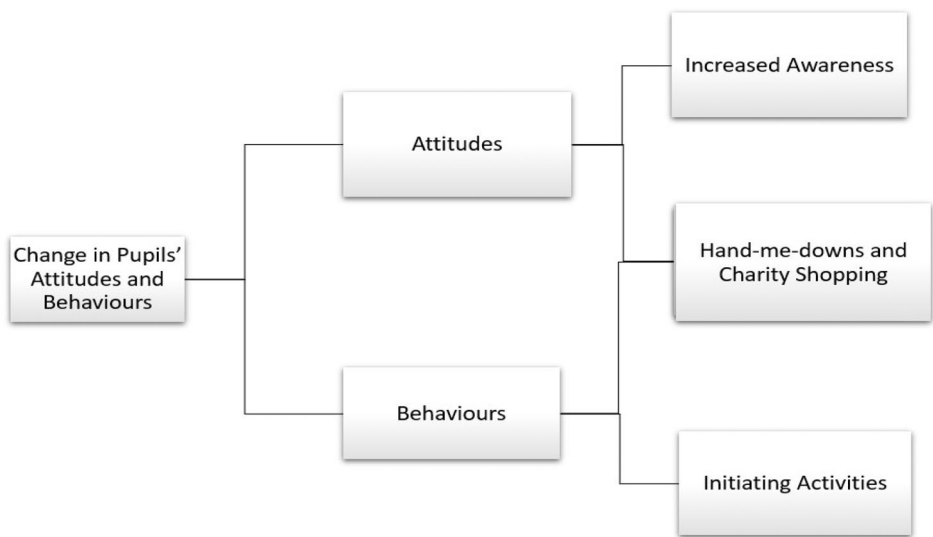 Increased Awareness
Attitudes
Change in Pupils’
Attitudes and
Behaviours
Hand-me-downs and
Charity Shopping
Behaviours
Initiating Activities